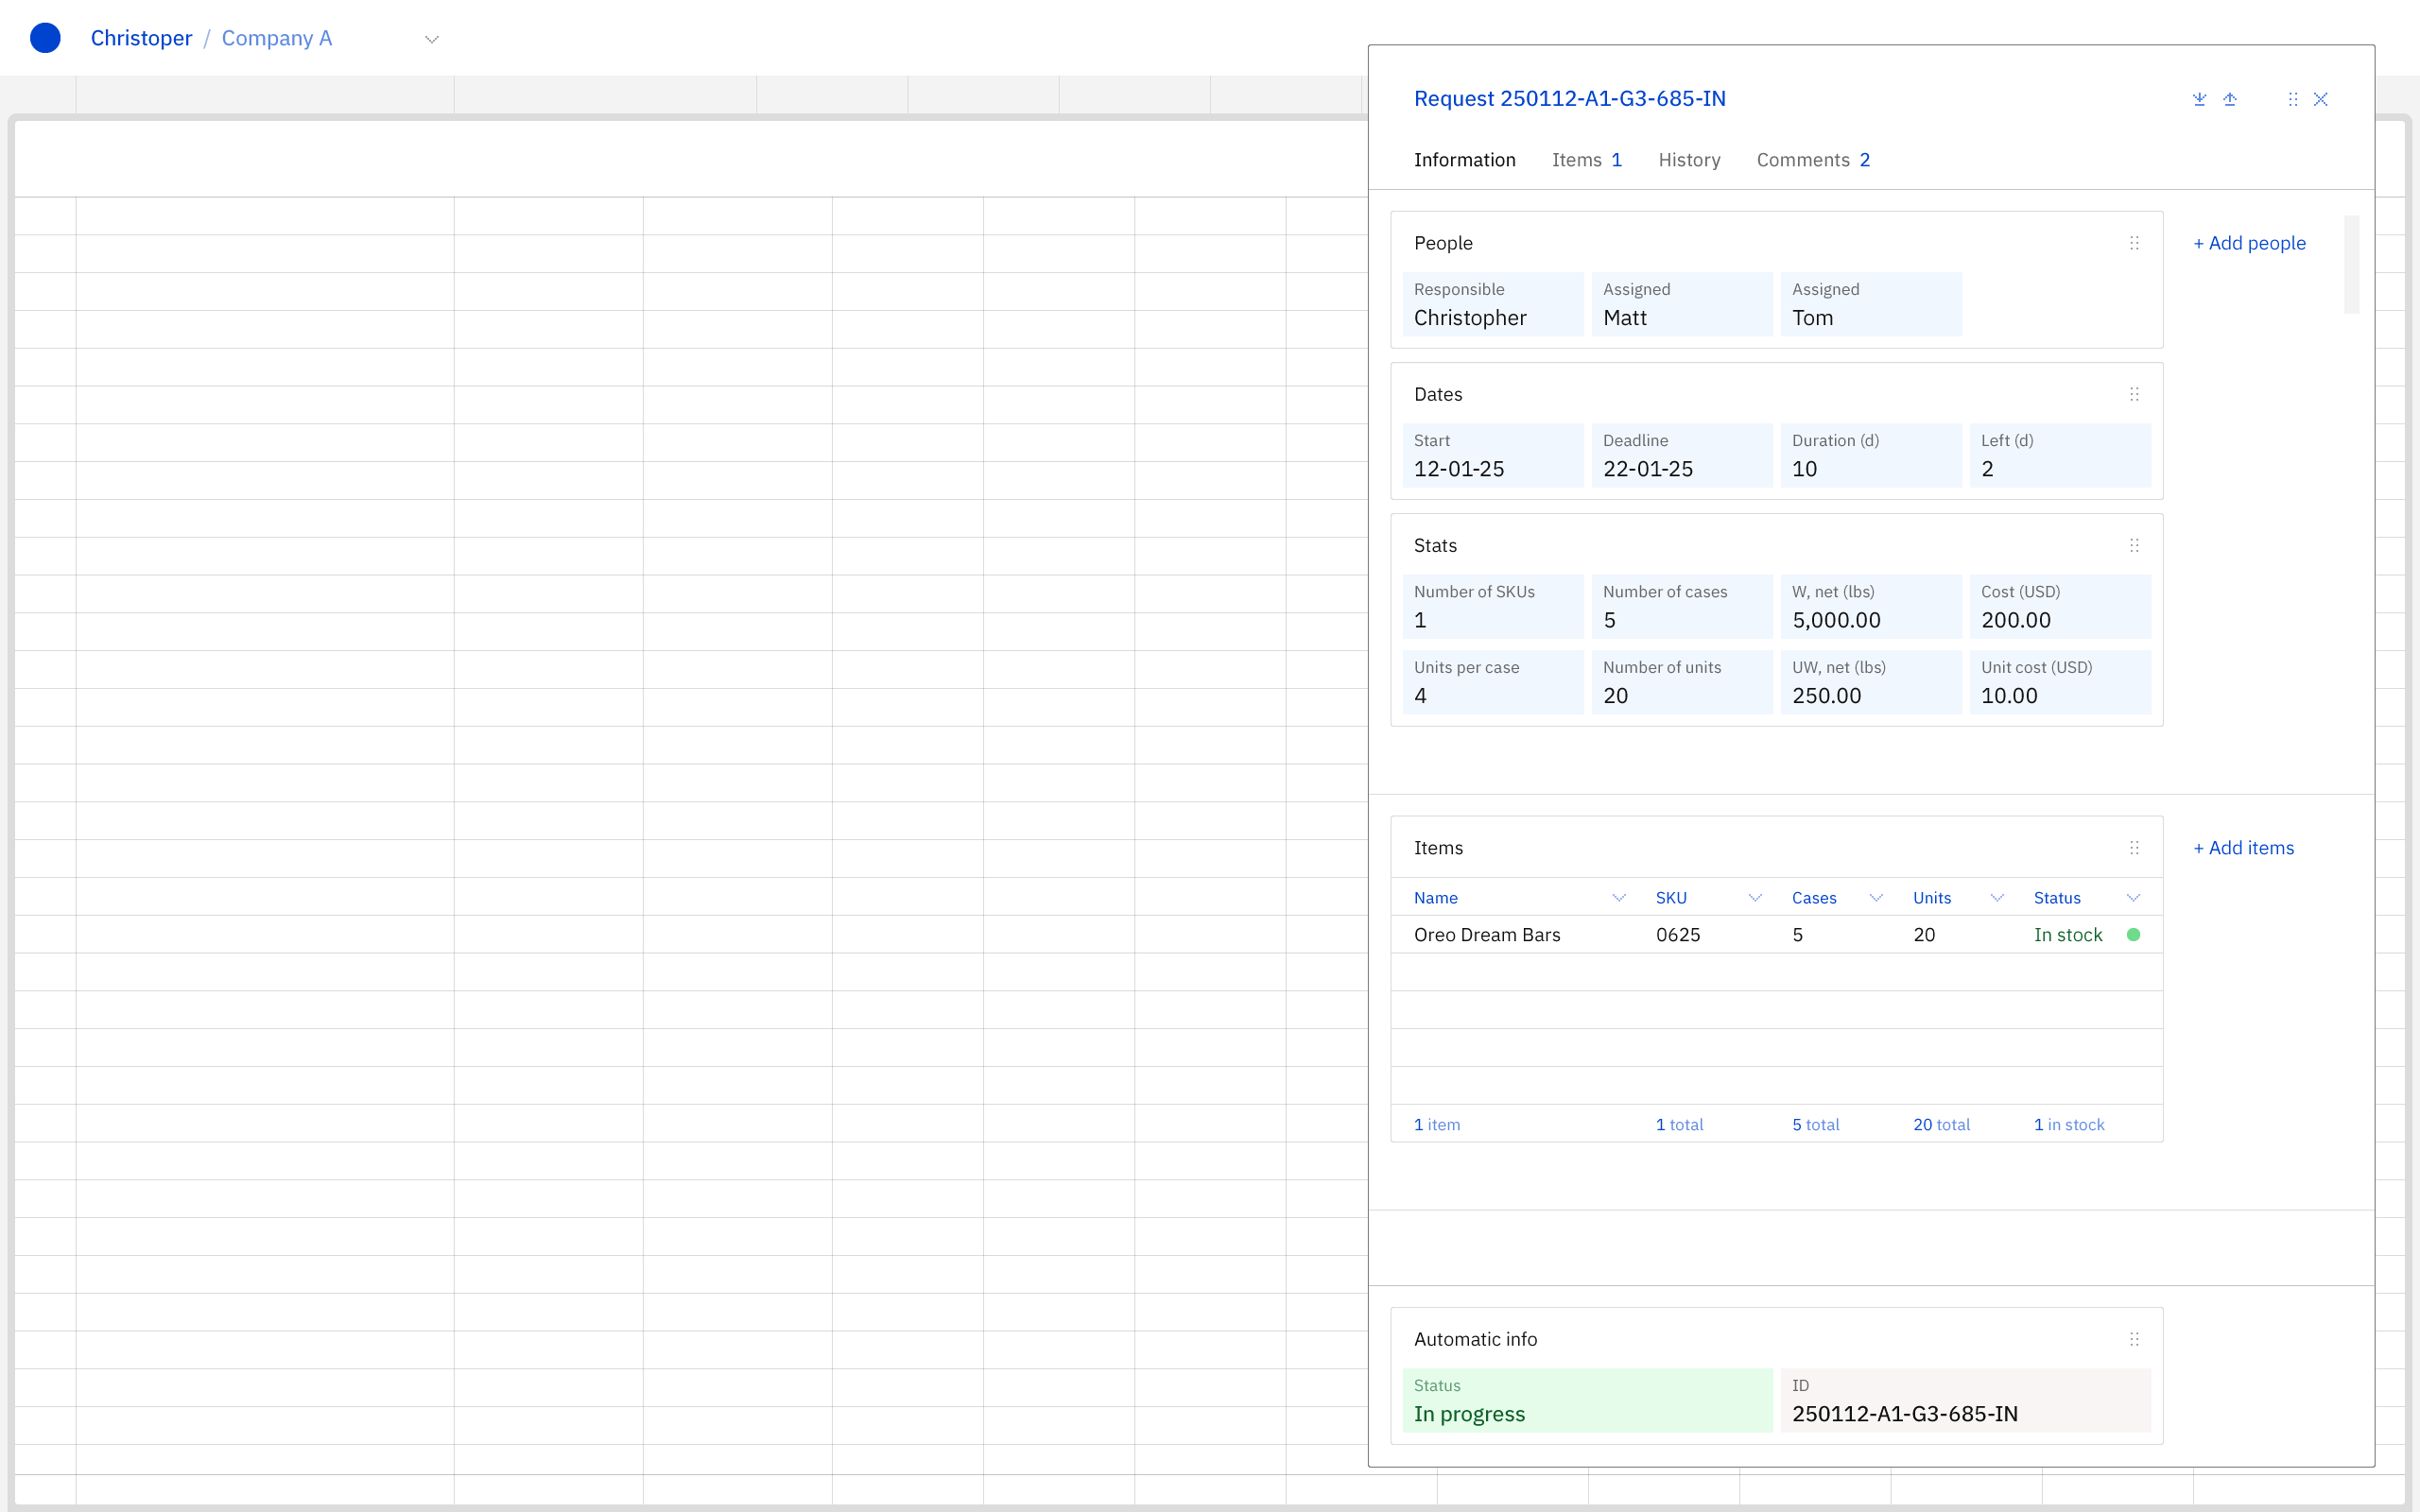 Christoper / Company A
Request 250112-A1-G3-685-IN
Information Items 1 History Comments 2
People
+ Add people
Responsible Assigned Assigned
Christopher Matt Tom
Dates
Start Deadline Duration (d) Left (d)
12-01-25 22-01-25 10 2
Stats
Number of SKUs Number of cases W, net (lbs) Cost (USD)
1 5 5,000.00 200.00
Units per case Number of units UW, net (lbs) Unit cost (USD)
4 20 250.00 10.00
Items
+ Add items
Name SKU Cases Units Status
Oreo Dream Bars 0625 5 20 In stock
1 item 1 total 5 total 20 total 1 in stock
Automatic info
Status ID
In progress 250112-A1-G3-685-IN